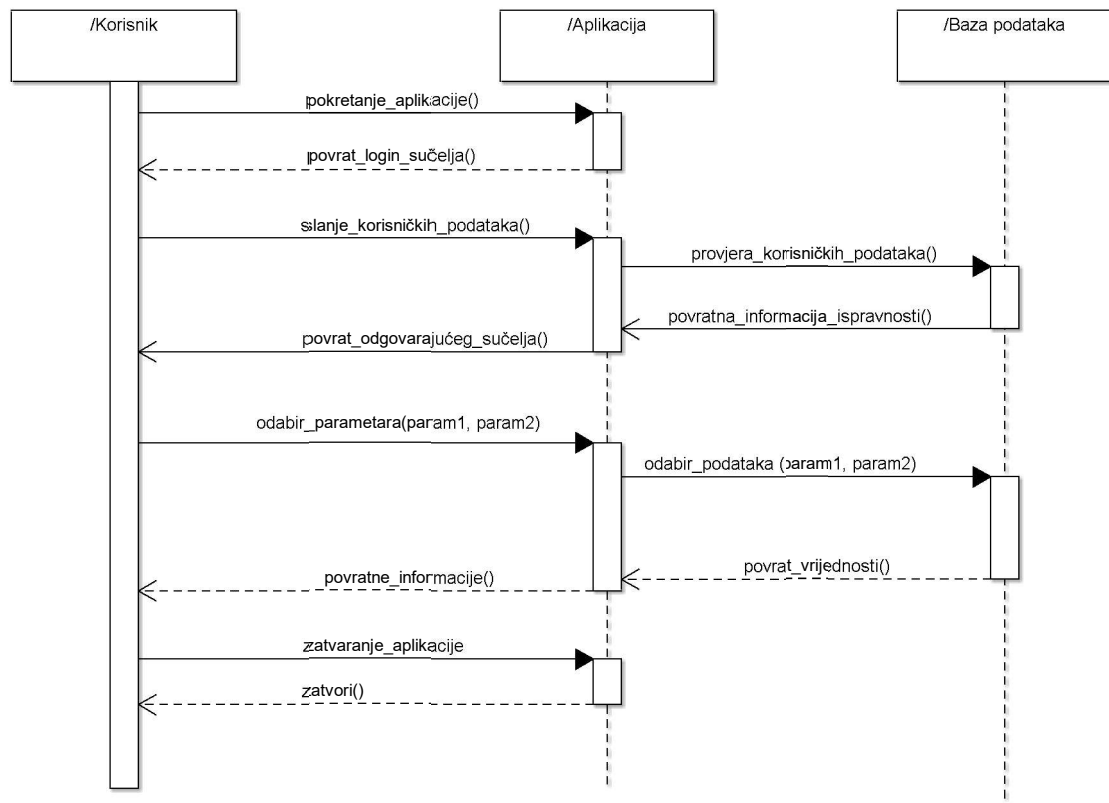 /Korisnik
/Aplikacija
/Baza podataka
pokretanje_aplikacije()
povrat_login_sučelja()
slanje_korisničkih_podataka()
provjera_korisničkih_podataka()
povratna_informacija_ispravnosti()
povrat_odgovarajućeg_sučelja()
odabir_parametara(param1, param2)
odabir_podataka (param1, param2)
povrat_vrijednosti()
povratne_informacije()
zatvaranje_aplikacije
zatvori()